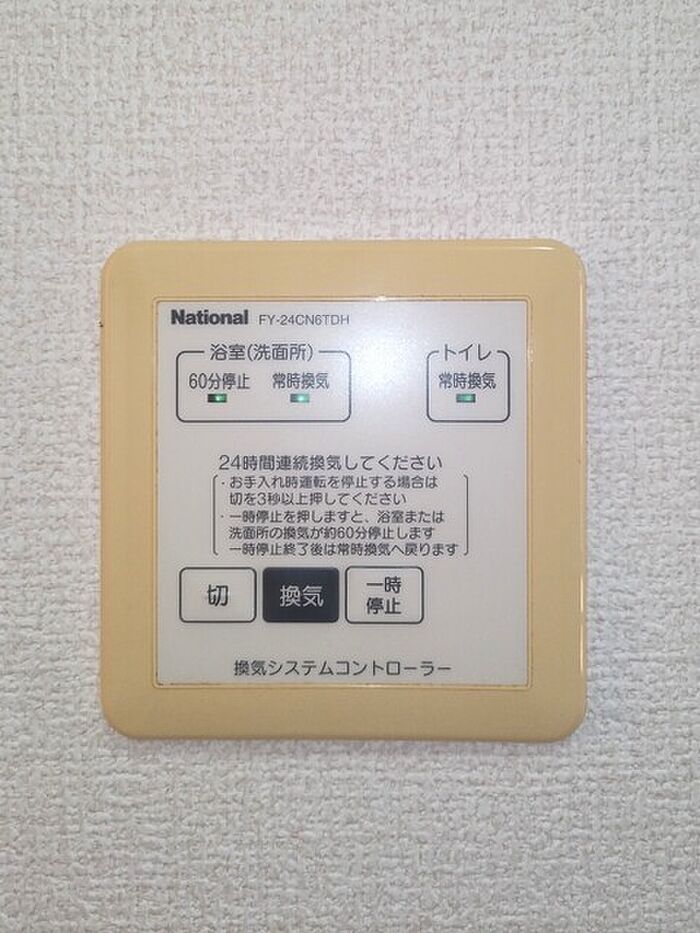 National FY-24CN6TDH
浴室(洗面所) トイレ
60分停止 常時換気 常時換気
24時間連続換気してください
・お手入れ時運転を停止する場合は
切を3秒以上押してください
・一時停止を押しますと、浴室または
洗面所の換気が約60分停止します
一時停止終了後は常時換気へ戻ります
切 換気 一時
停止
換気システムコントローラー